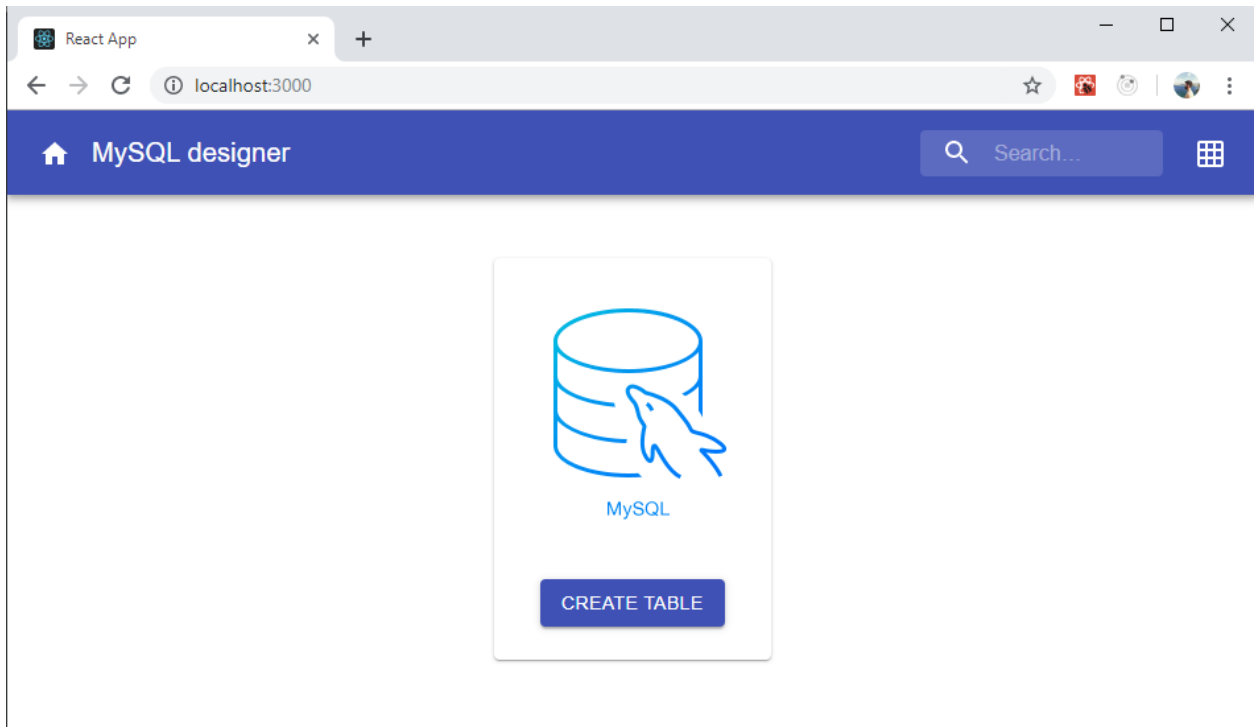 React App
localhost:3000
MySQL designer
Search...
MySQL
CREATE TABLE